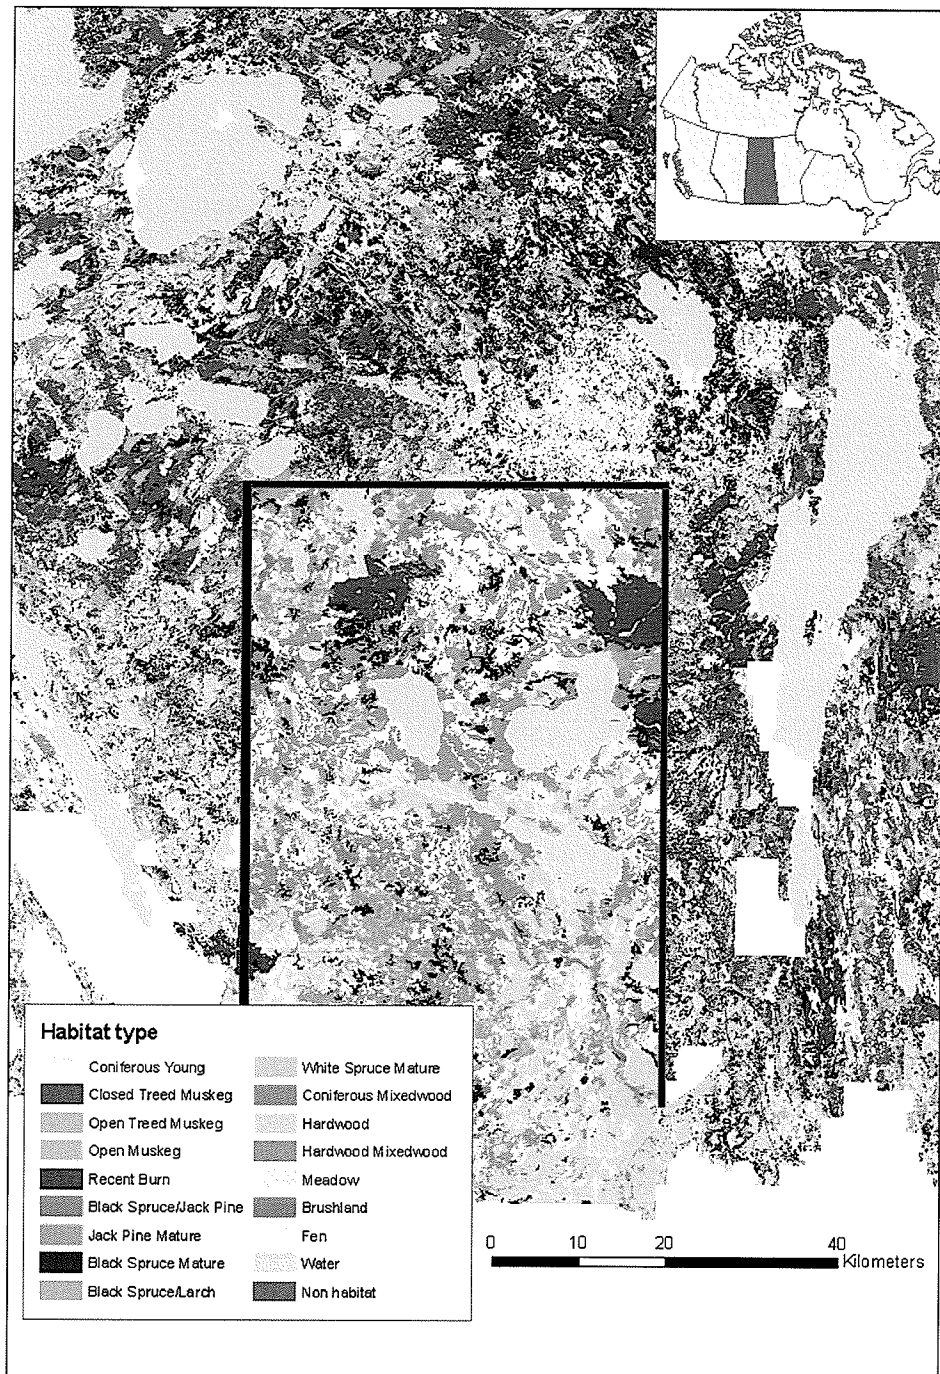 Habitat type
Coniferous Young
Closed Treed Muskeg
Open Treed Muskeg
Open Muskeg
Recent Burn
Black Spruce/Jack Pine
Jack Pine Mature
Black Spruce Mature
Black Spruce/Larch
White Spruce Mature
Coniferous Mixedwood
Hardwood
Hardwood Mixedwood
Meadow
Brushland
Fen
Water
Non habitat
0 10 20 40
Kilometers